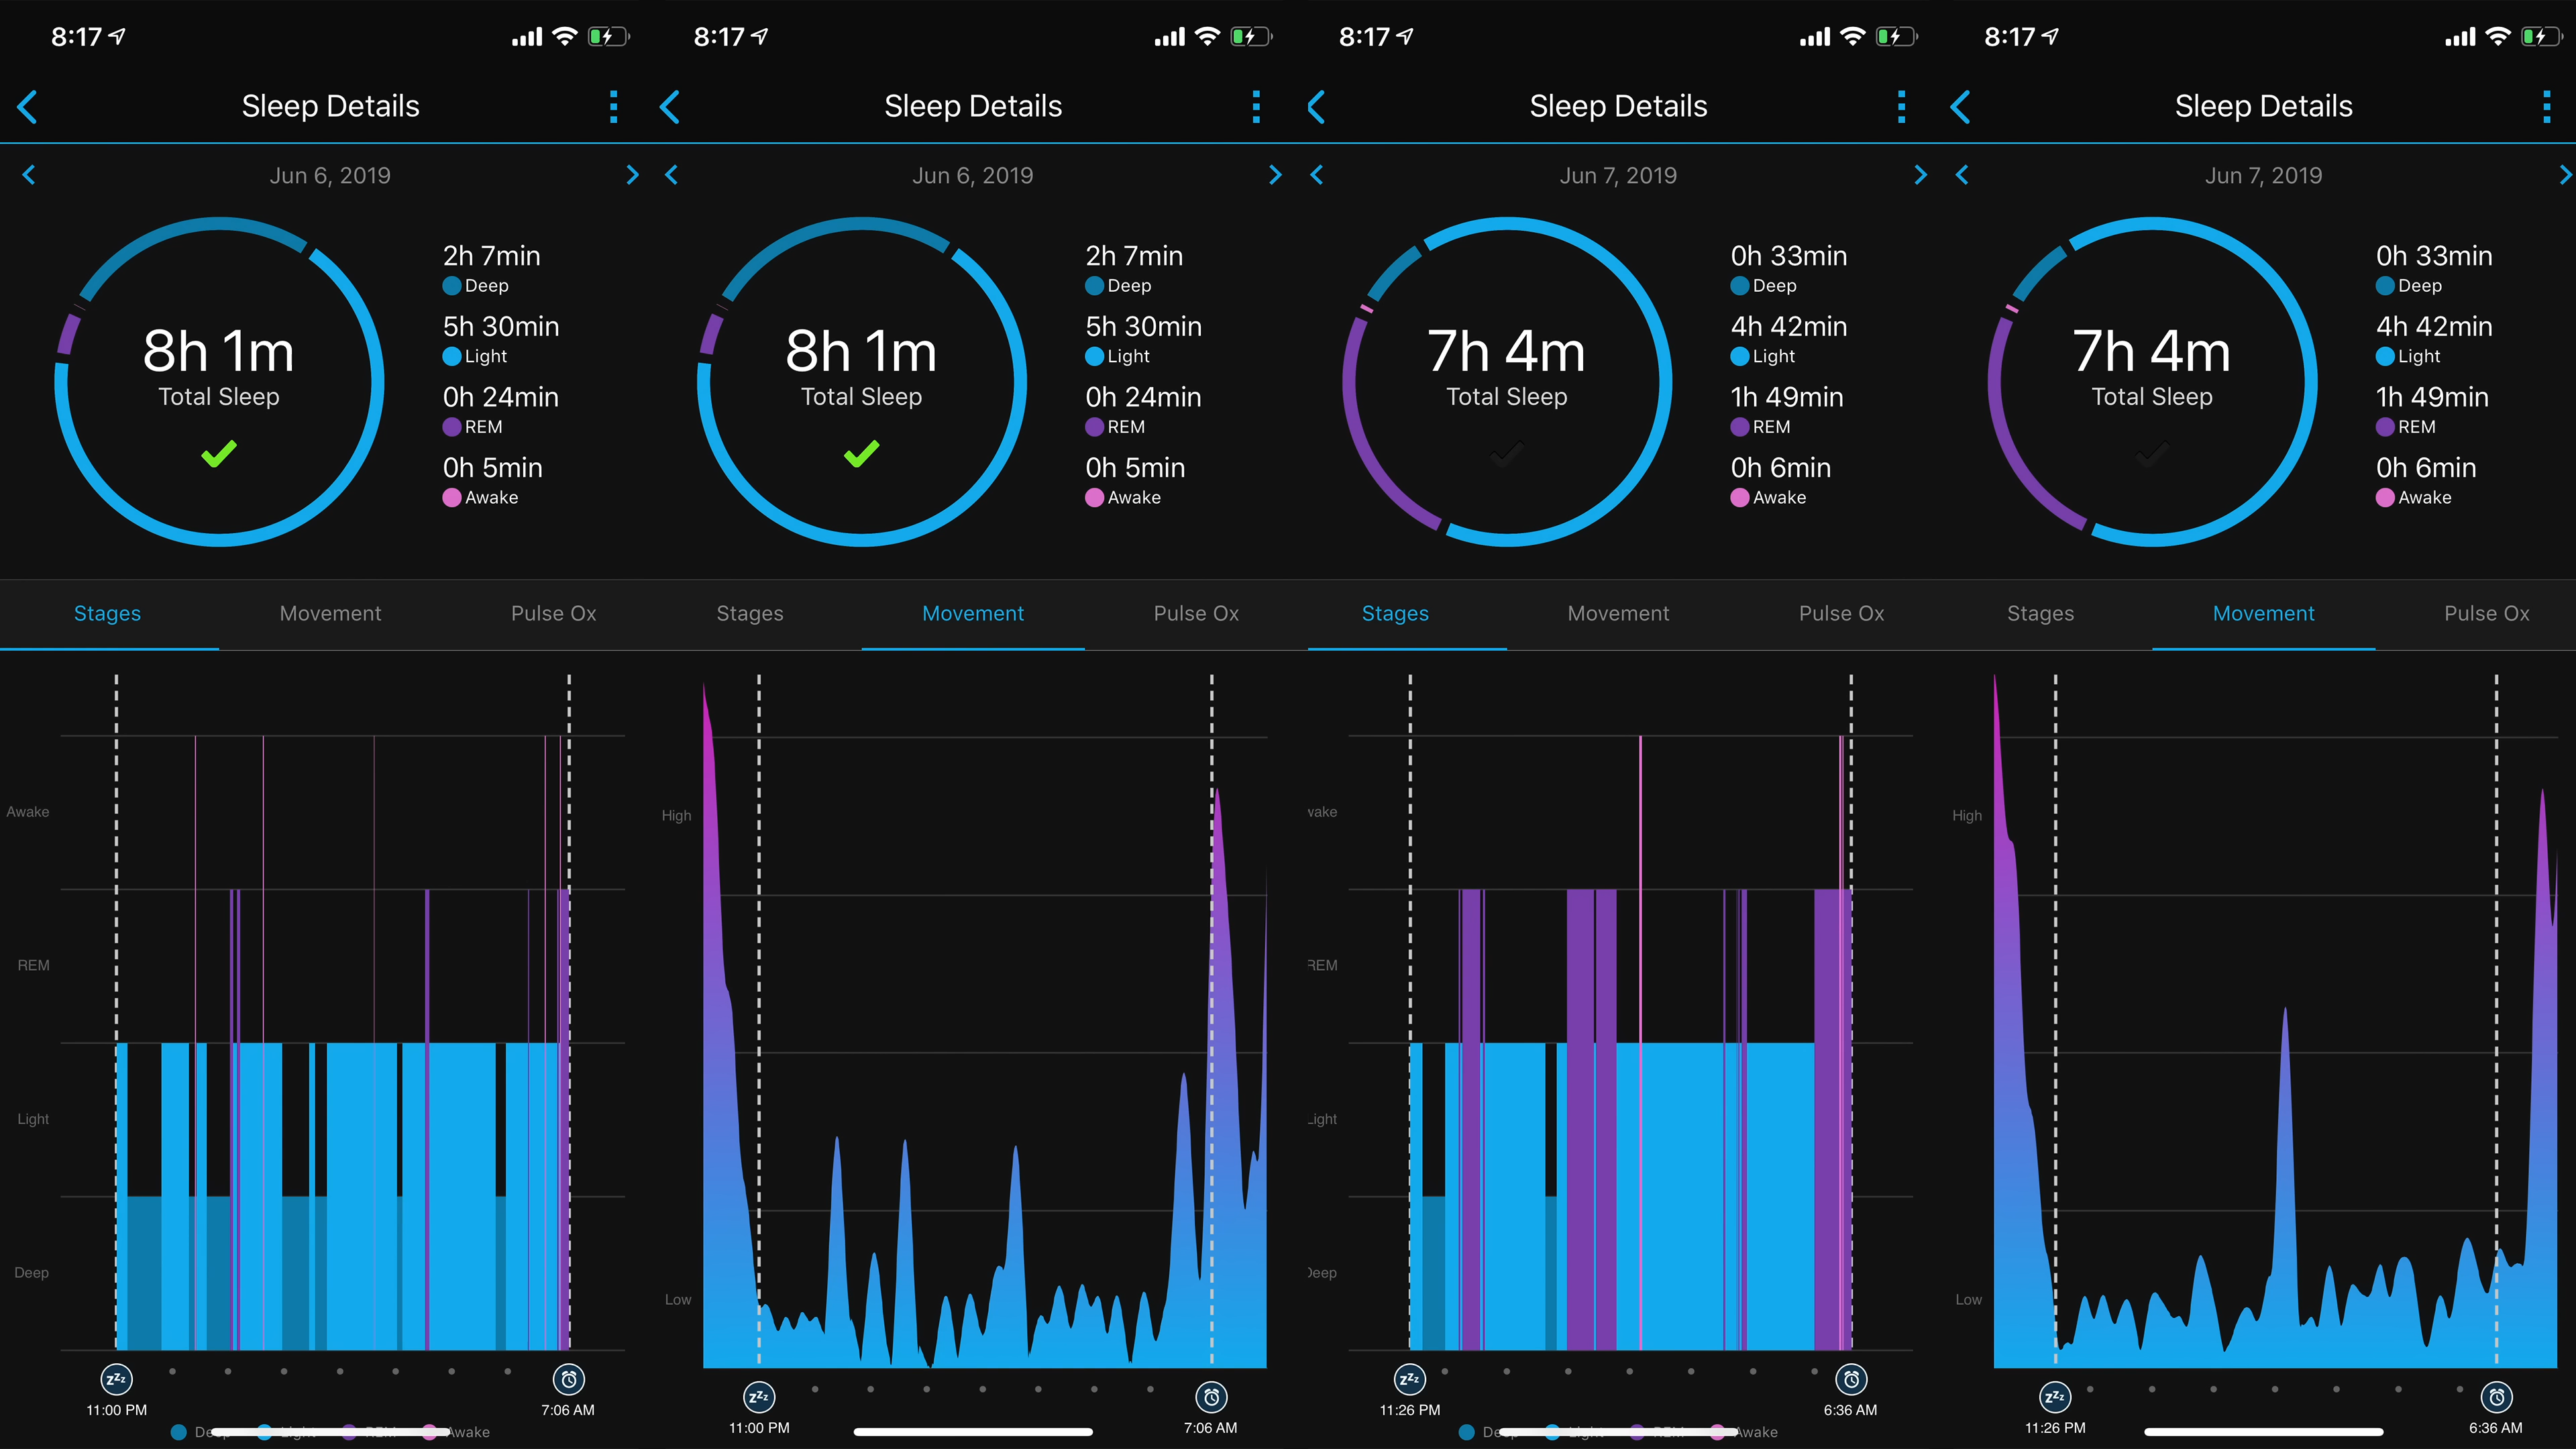 8:17
Sleep Details
Jun 6, 2019
2h 7min
Deep
5h 30min
Light
0h 24min
REM
0h 5min
Awake
8h 1m
Total Sleep
Stages Movement Pulse Ox
Awake
REM
Light
Deep
zZz
11:00 PM 7:06 AM
Awake
8:17
Sleep Details
Jun 6, 2019
2h 7min
Deep
5h 30min
Light
0h 24min
REM
0h 5min
Awake
8h 1m
Total Sleep
Stages Movement Pulse Ox
High
Low
zZz
11:00 PM 7:06 AM
8:17
Sleep Details
Jun 7, 2019
0h 33min
Deep
4h 42min
Light
1h 49min
REM
0h 6min
Awake
7h 4m
Total Sleep
Stages Movement Pulse Ox
REM
Light
Deep
zZz
11:26 PM 6:36 AM
8:17
Sleep Details
Jun 7, 2019
0h 33min
Deep
4h 42min
Light
1h 49min
REM
0h 6min
Awake
7h 4m
Total Sleep
Stages Movement Pulse Ox
High
Low
zZz
11:26 PM 6:36 AM